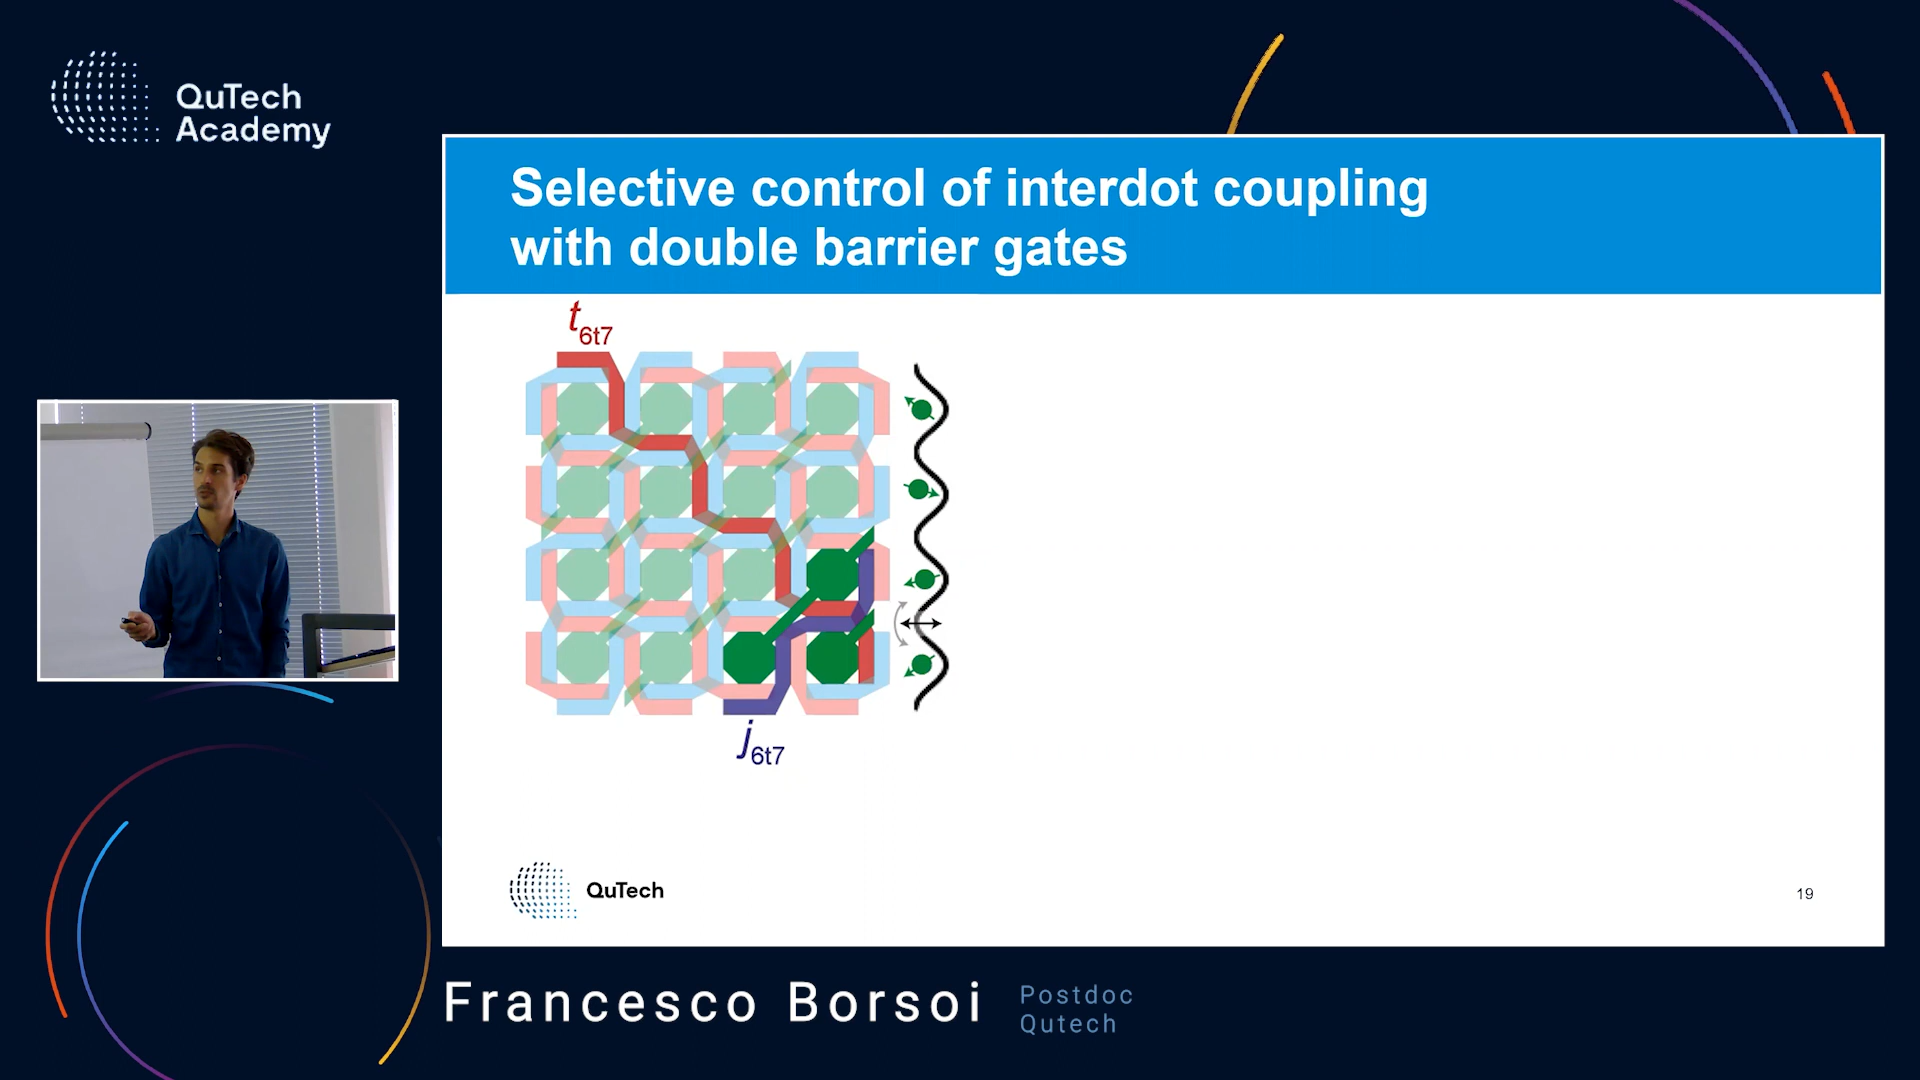 QuTech
Academy
Selective control of interdot coupling
with double barrier gates
t6t7
j6t7
QuTech
19
Francesco Borsoi
Postdoc
Qutech